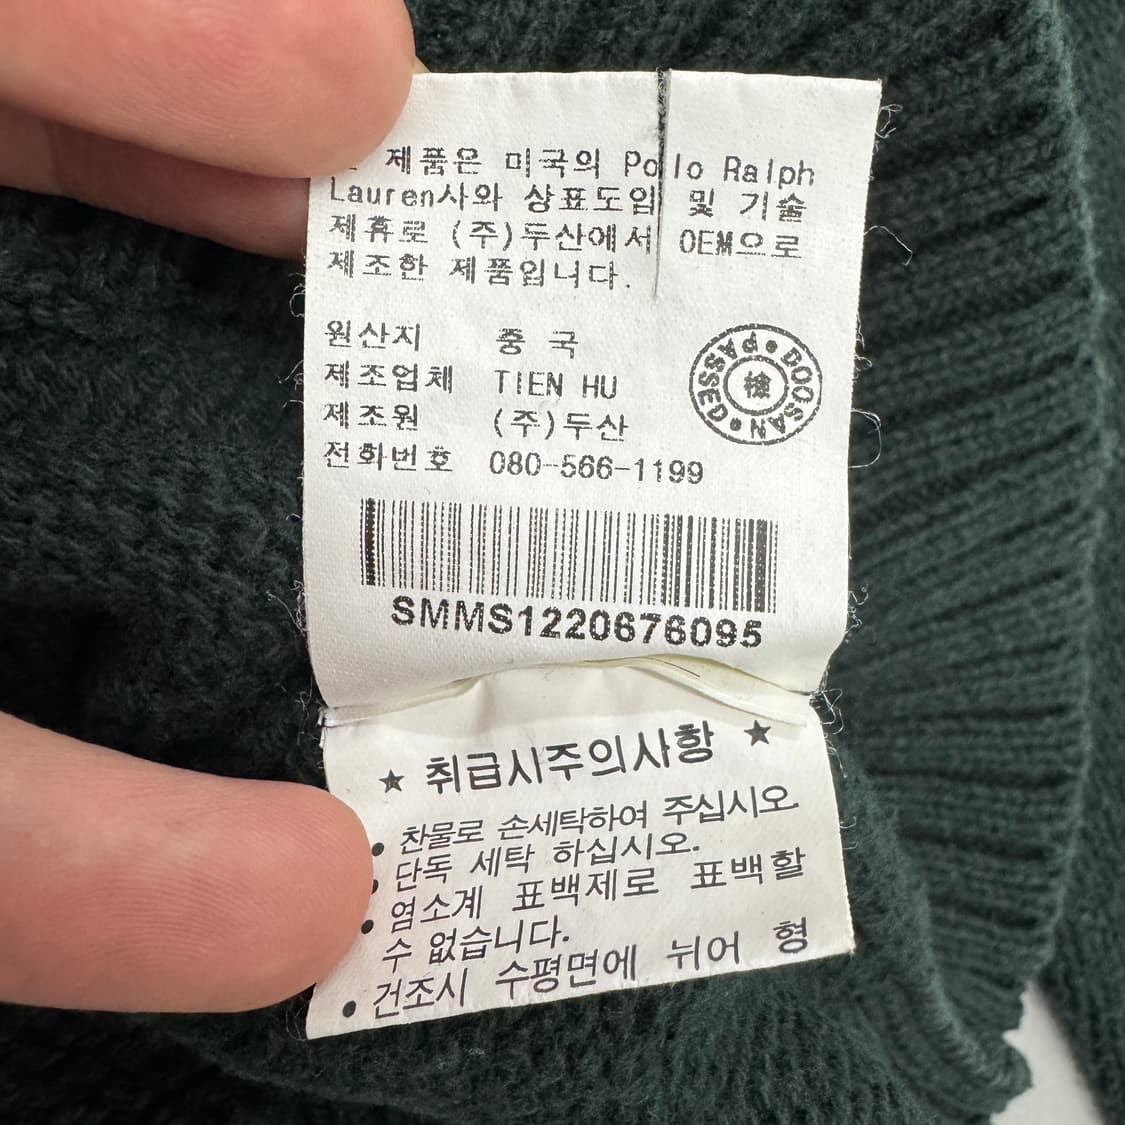 제품은 미국의 Polo Ralph
Lauren사와 상표도입 및 기술
제휴로 (주)두산에서 OEM으로
제조한 제품입니다.
원산지 중국
제조업체 TIEN HU
제조원 (주)두산
전화번호 080-566-1199
DOOSAN PASSED
檢
SMMS1220676095
★ 취급시주의사항 ★
• 찬물로 손세탁하여 주십시오.
• 단독 세탁 하십시오.
• 염소계 표백제로 표백할
수 없습니다.
• 건조시 수평면에 뉘어 형